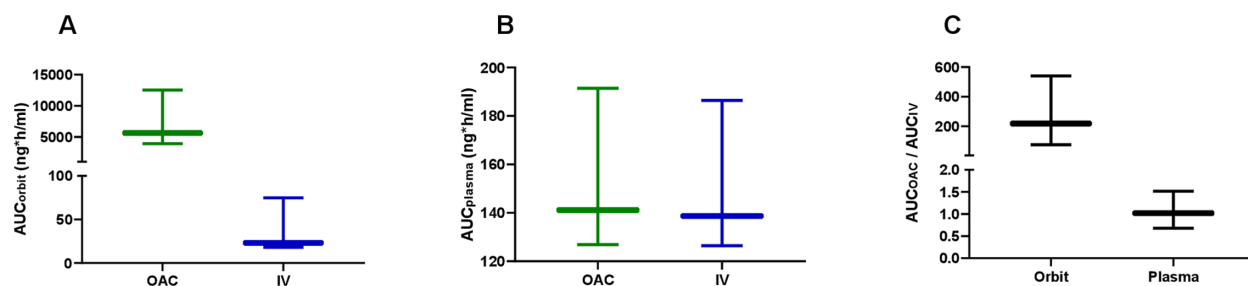 A
AUCorbit (ng*h/ml)
15000
10000
5000
100
50
0
OAC IV
B
AUCplasma (ng*h/ml)
200
180
160
140
120
OAC IV
C
AUCOAC / AUCIV
600
400
200
2.0
1.5
1.0
0.5
0.0
Orbit Plasma